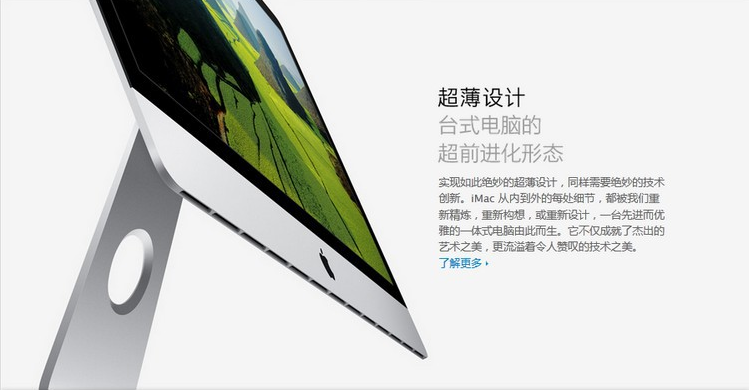 超薄设计
台式电脑的
超前进化形态
实现如此绝妙的超薄设计，同样需要绝妙的技术
创新。iMac 从内到外的每处细节，都被我们重
新精炼，重新构想，或重新设计，一台先进而优
雅的一体式电脑由此而生。它不仅成就了杰出的
艺术之美，更流溢着令人赞叹的技术之美。
了解更多 ›